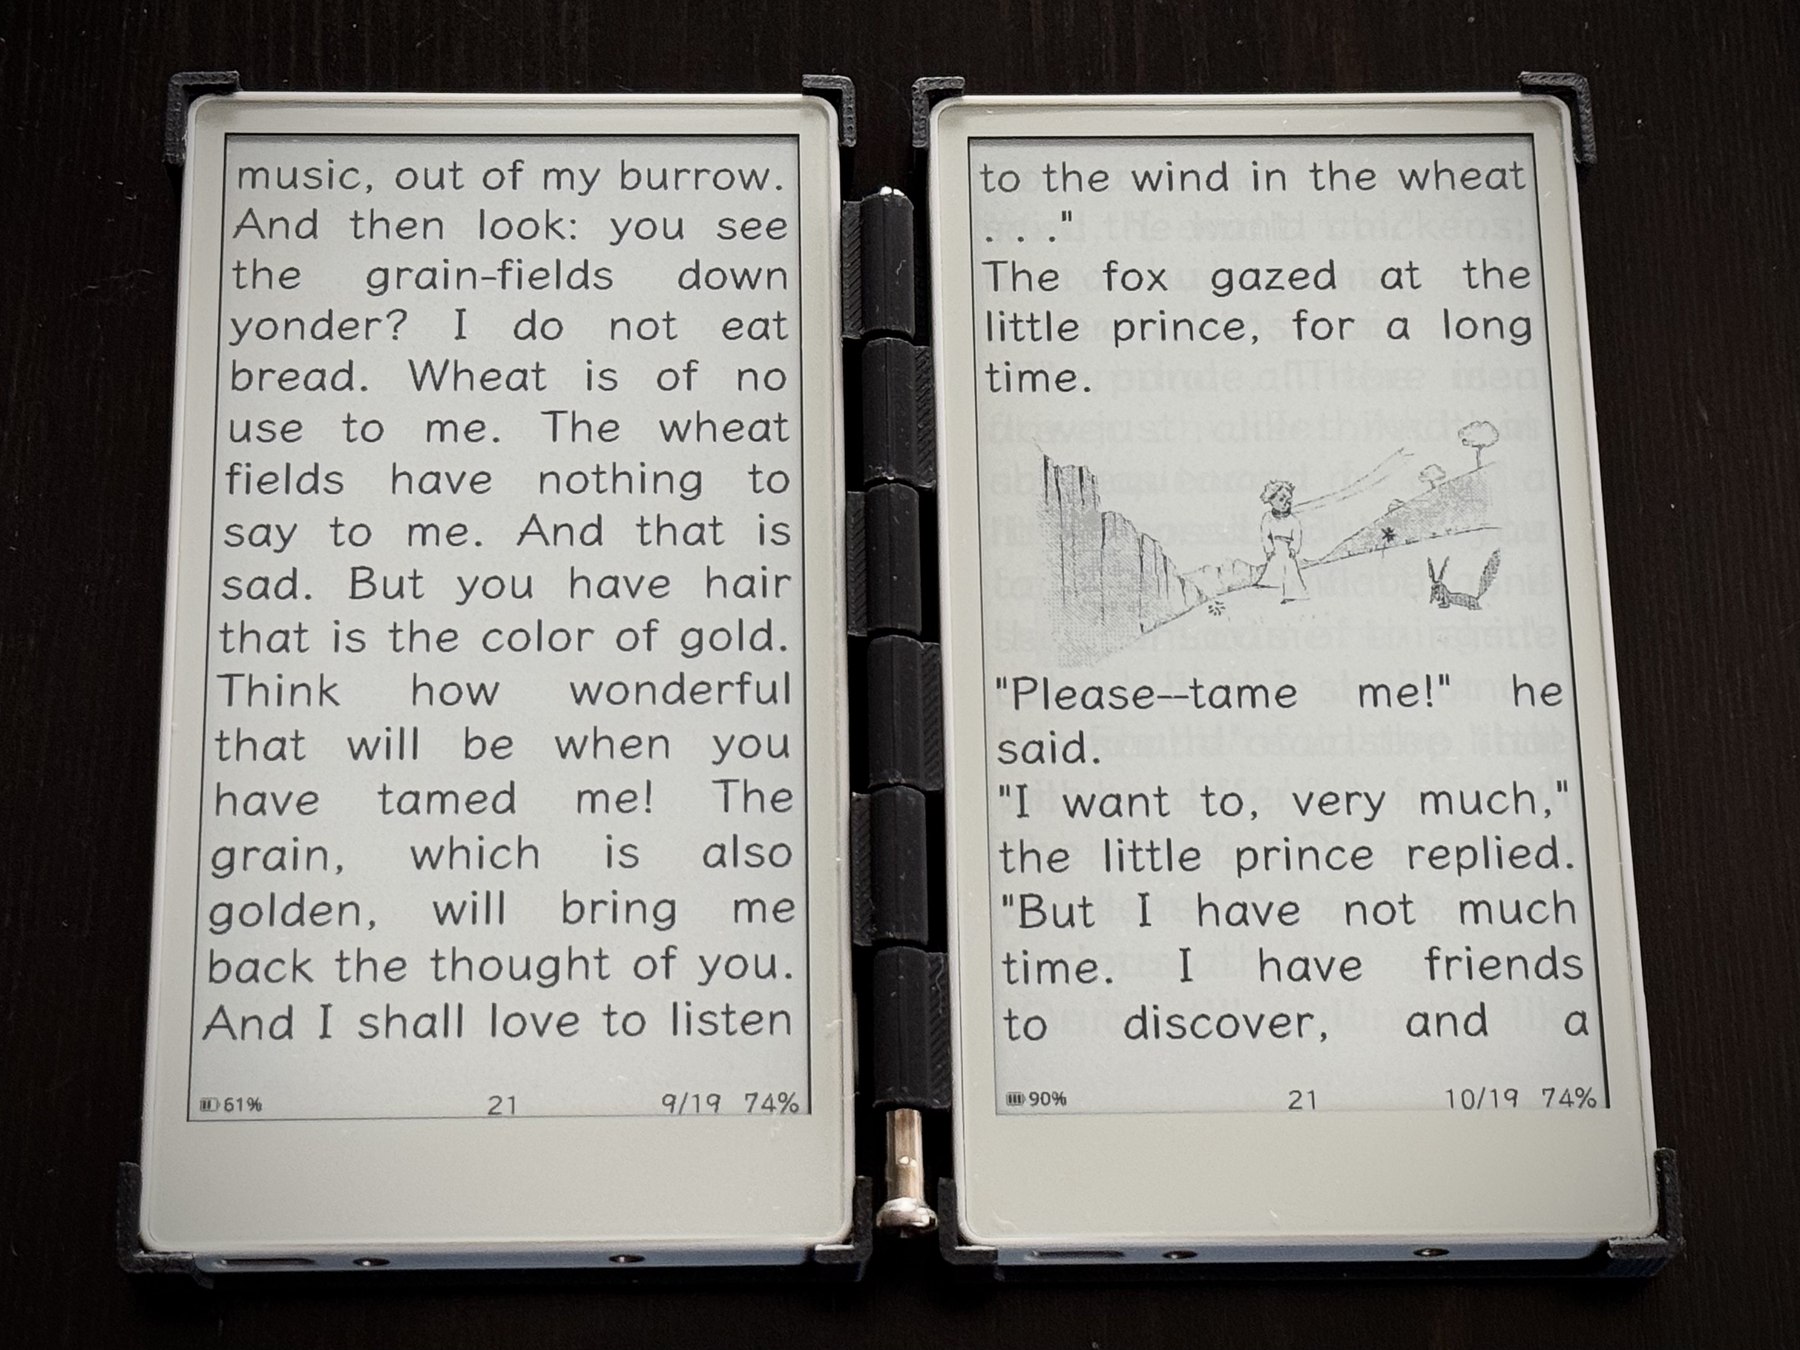 music, out of my burrow.
And then look: you see
the grain-fields down
yonder? I do not eat
bread. Wheat is of no
use to me. The wheat
fields have nothing to
say to me. And that is
sad. But you have hair
that is the color of gold.
Think how wonderful
that will be when you
have tamed me! The
grain, which is also
golden, will bring me
back the thought of you.
And I shall love to listen
61% 21 9/19 74%
to the wind in the wheat
. . ."
The fox gazed at the
little prince, for a long
time.
"Please--tame me!" he
said.
"I want to, very much,"
the little prince replied.
"But I have not much
time. I have friends
to discover, and a
90% 21 10/19 74%